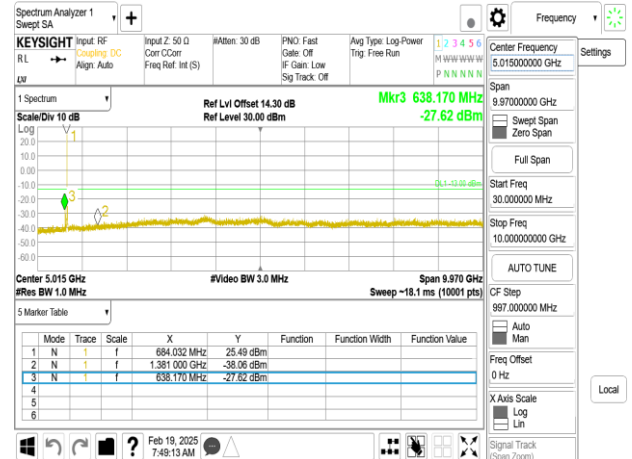 Spectrum Analyzer 1
Swept SA
Frequency
KEYSIGHT
Input: RF
Coupling: DC
Align: Auto
Input Z: 50 Ω
Corr CCorr
Freq Ref: Int (S)
#Atten: 30 dB
PNO: Fast
Gate: Off
IF Gain: Low
Sig Track: Off
Avg Type: Log-Power
Trig: Free Run
1 2 3 4 5 6
M W W W W W
P N N N N N
R L
LXI
1 Spectrum
Scale/Div 10 dB
Ref Lvl Offset 14.30 dB
Ref Level 30.00 dBm
Mkr3 638.170 MHz
-27.62 dBm
Log
20.0
10.0
0.00
-10.0
-20.0
-30.0
-40.0
-50.0
-60.0
1
2
3
DL1 -13.00 dBm
Center 5.015 GHz
#Res BW 1.0 MHz
#Video BW 3.0 MHz
Span 9.970 GHz
Sweep ~18.1 ms (10001 pts)
5 Marker Table
Mode Trace Scale X Y Function Function Width Function Value
1 N 1 f 684.032 MHz 25.49 dBm
2 N 1 f 1.381 000 GHz -38.06 dBm
3 N 1 f 638.170 MHz -27.62 dBm
4
5
6
Feb 19, 2025
7:49:13 AM
Center Frequency
5.015000000 GHz
Settings
Span
9.97000000 GHz
Swept Span
Zero Span
Full Span
Start Freq
30.000000 MHz
Stop Freq
10.000000000 GHz
AUTO TUNE
CF Step
997.000000 MHz
Auto
Man
Freq Offset
0 Hz
X Axis Scale
Log
Lin
Local
Signal Track
(Span Zoom)